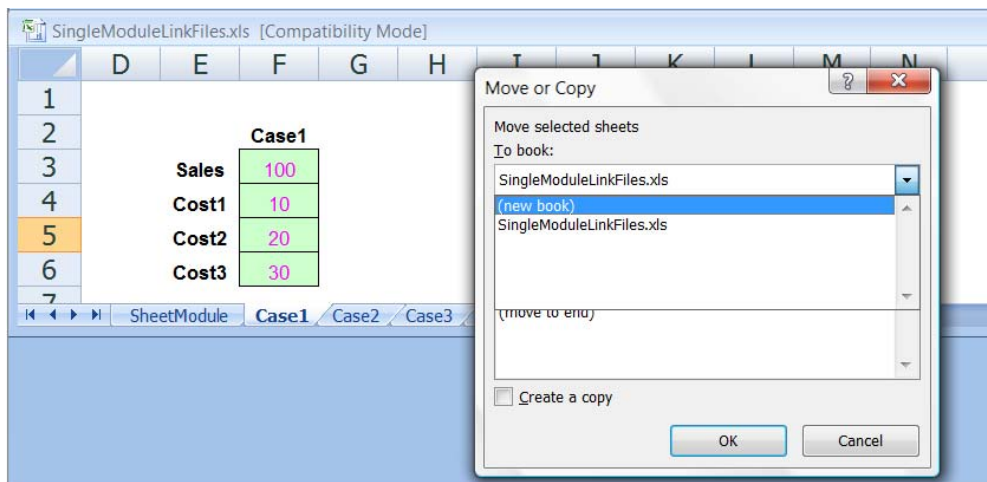 SingleModuleLinkFiles.xls [Compatibility Mode]
D E F G H I J K L M N
1
2 Case1
3 Sales 100
4 Cost1 10
5 Cost2 20
6 Cost3 30
7
SheetModule Case1 Case2 Case3
Move or Copy
?
Move selected sheets
To book:
SingleModuleLinkFiles.xls
(new book)
SingleModuleLinkFiles.xls
(move to end)
Create a copy
OK Cancel